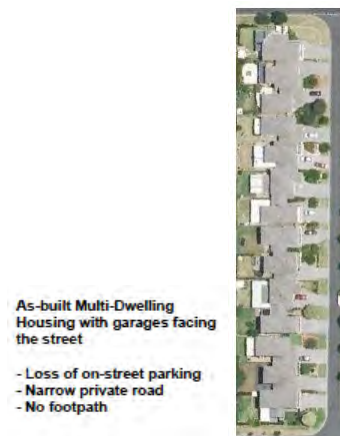 As-built Multi-Dwelling
Housing with garages facing
the street
- Loss of on-street parking
- Narrow private road
- No footpath